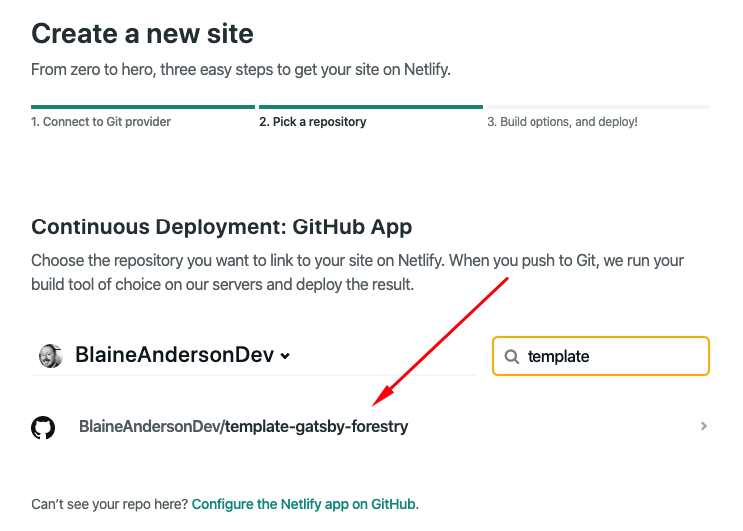 Create a new site
From zero to hero, three easy steps to get your site on Netlify.
1. Connect to Git provider
2. Pick a repository
3. Build options, and deploy!
Continuous Deployment: GitHub App
Choose the repository you want to link to your site on Netlify. When you push to Git, we run your
build tool of choice on our servers and deploy the result.
BlaineAndersonDev
template
BlaineAndersonDev/template-gatsby-forestry
Can't see your repo here? Configure the Netlify app on GitHub.